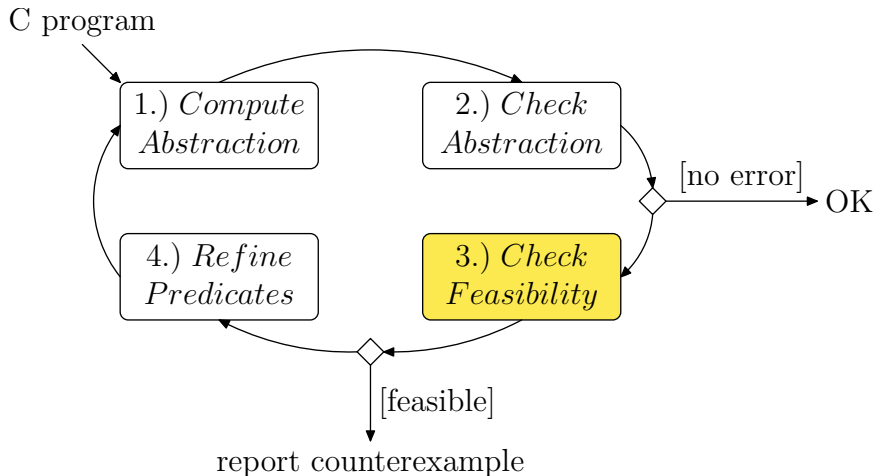 C program
1.) Compute
Abstraction
2.) Check
Abstraction
[no error]
OK
4.) Refine
Predicates
3.) Check
Feasibility
[feasible]
report counterexample